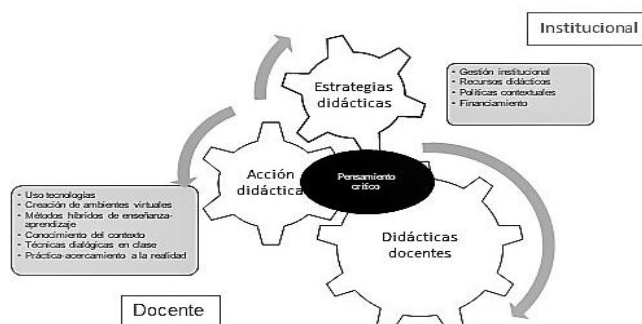 Institucional
Estrategias
didácticas
• Gestión institucional
• Recursos didácticos
• Políticas contextuales
• Financiamiento
Acción
didáctica
Pensamiento
crítico
• Uso tecnologías
• Creación de ambientes virtuales
• Métodos híbridos de enseñanza-
aprendizaje
• Conocimiento del contexto
• Técnicas dialógicas en clase
• Práctica-acercamiento a la realidad
Didácticas
docentes
Docente